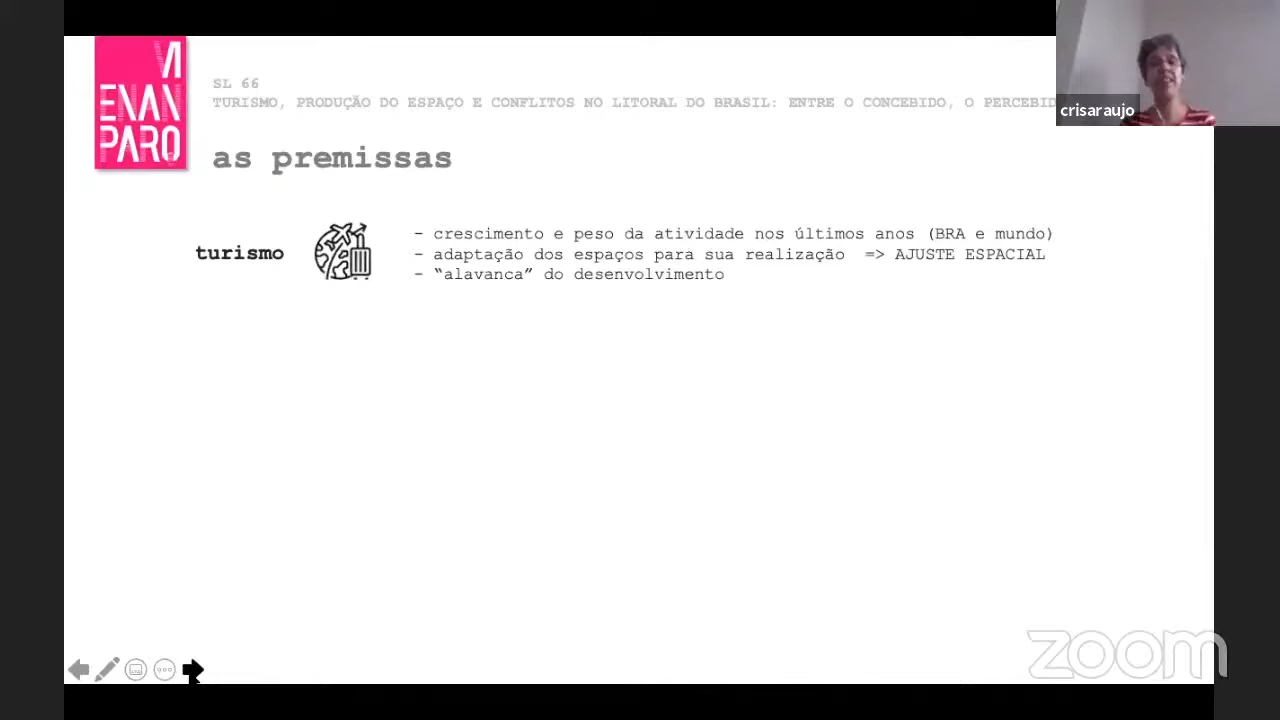 VI
ENAN
PARQ
SL 66
TURISMO, PRODUÇÃO DO ESPAÇO E CONFLITOS NO LITORAL DO BRASIL: ENTRE O CONCEBIDO, O PERCEBID
crisaraujo
as premissas
turismo
- crescimento e peso da atividade nos últimos anos (BRA e mundo)
- adaptação dos espaços para sua realização => AJUSTE ESPACIAL
- “alavanca” do desenvolvimento
zoom